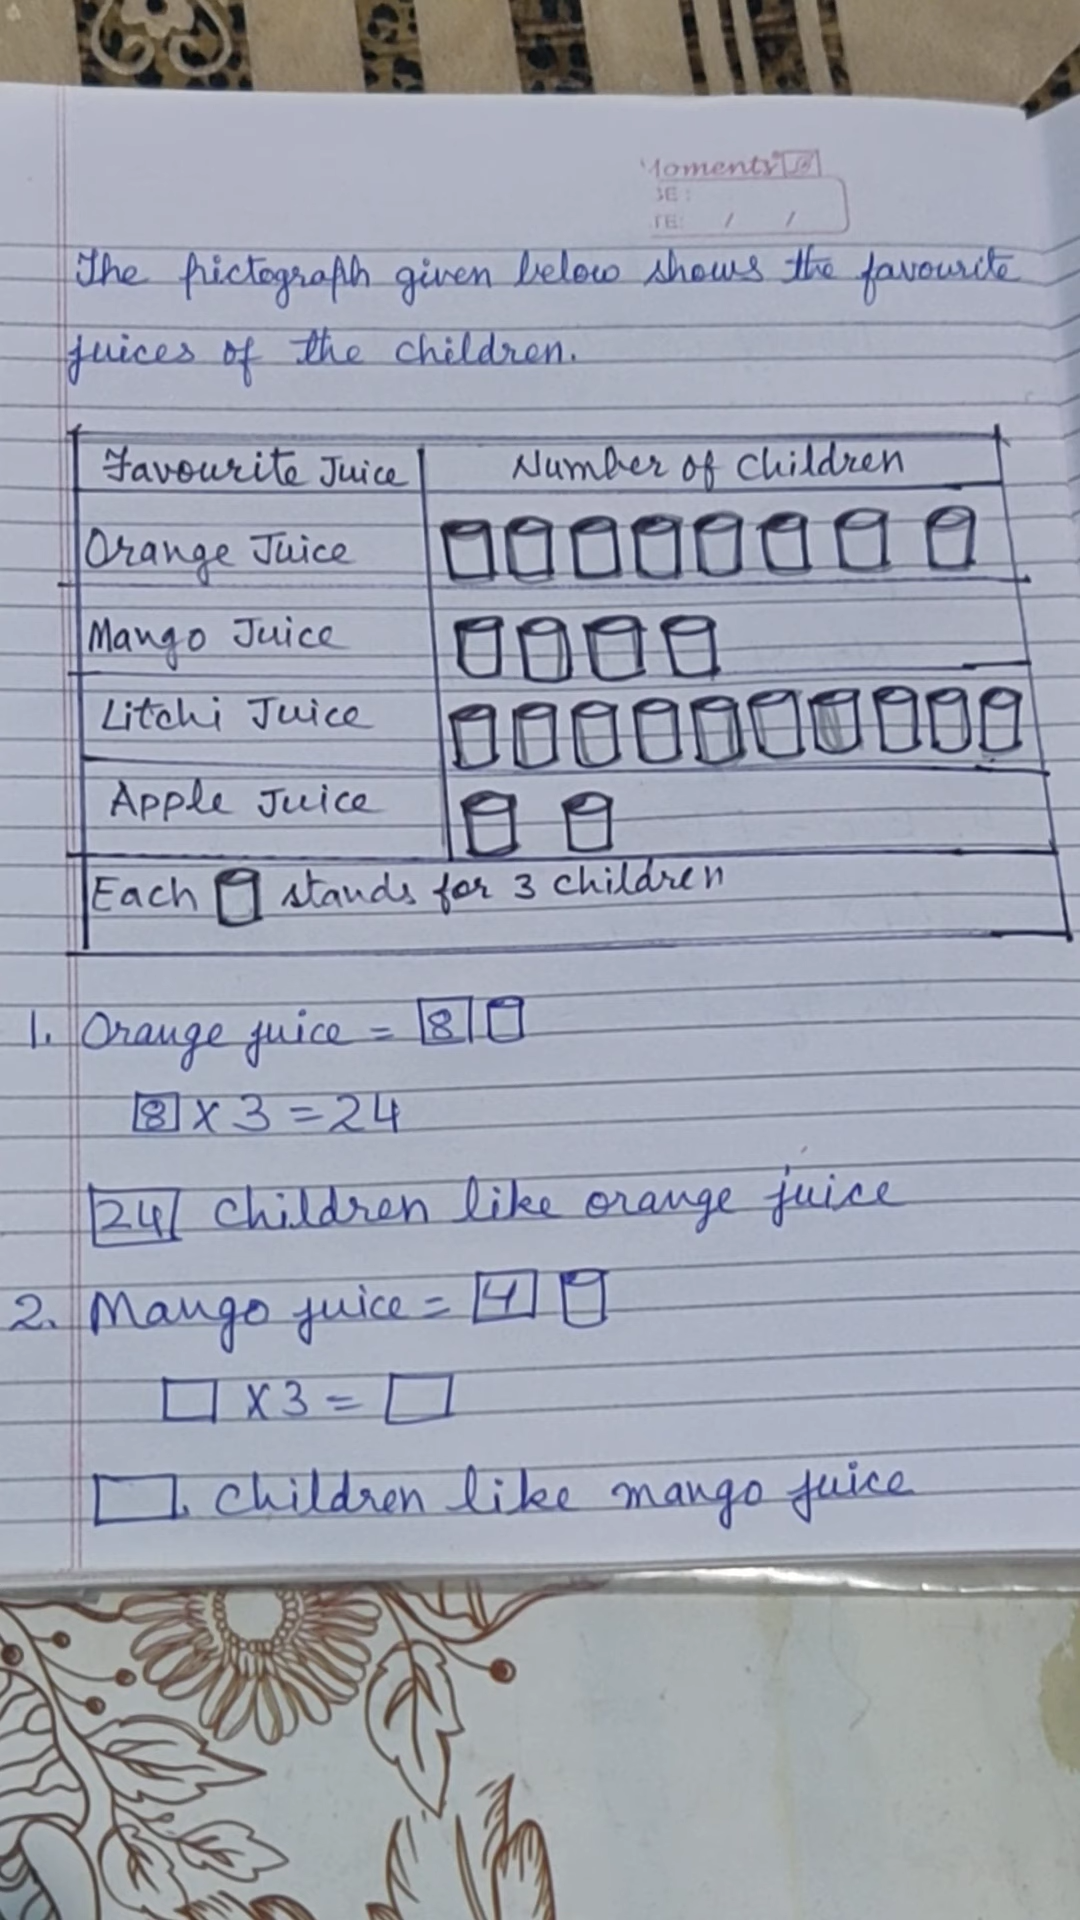 Moments
GE:
TE: / /
The pictograph given below shows the favourite
juices of the children.
Favourite Juice Number of children
Orange Juice
Mango Juice
Litchi Juice
Apple Juice
Each stands for 3 children
1. Orange juice = 8
8 x 3 = 24
24 children like orange juice
2. Mango juice = 4
x 3 =
children like mango juice